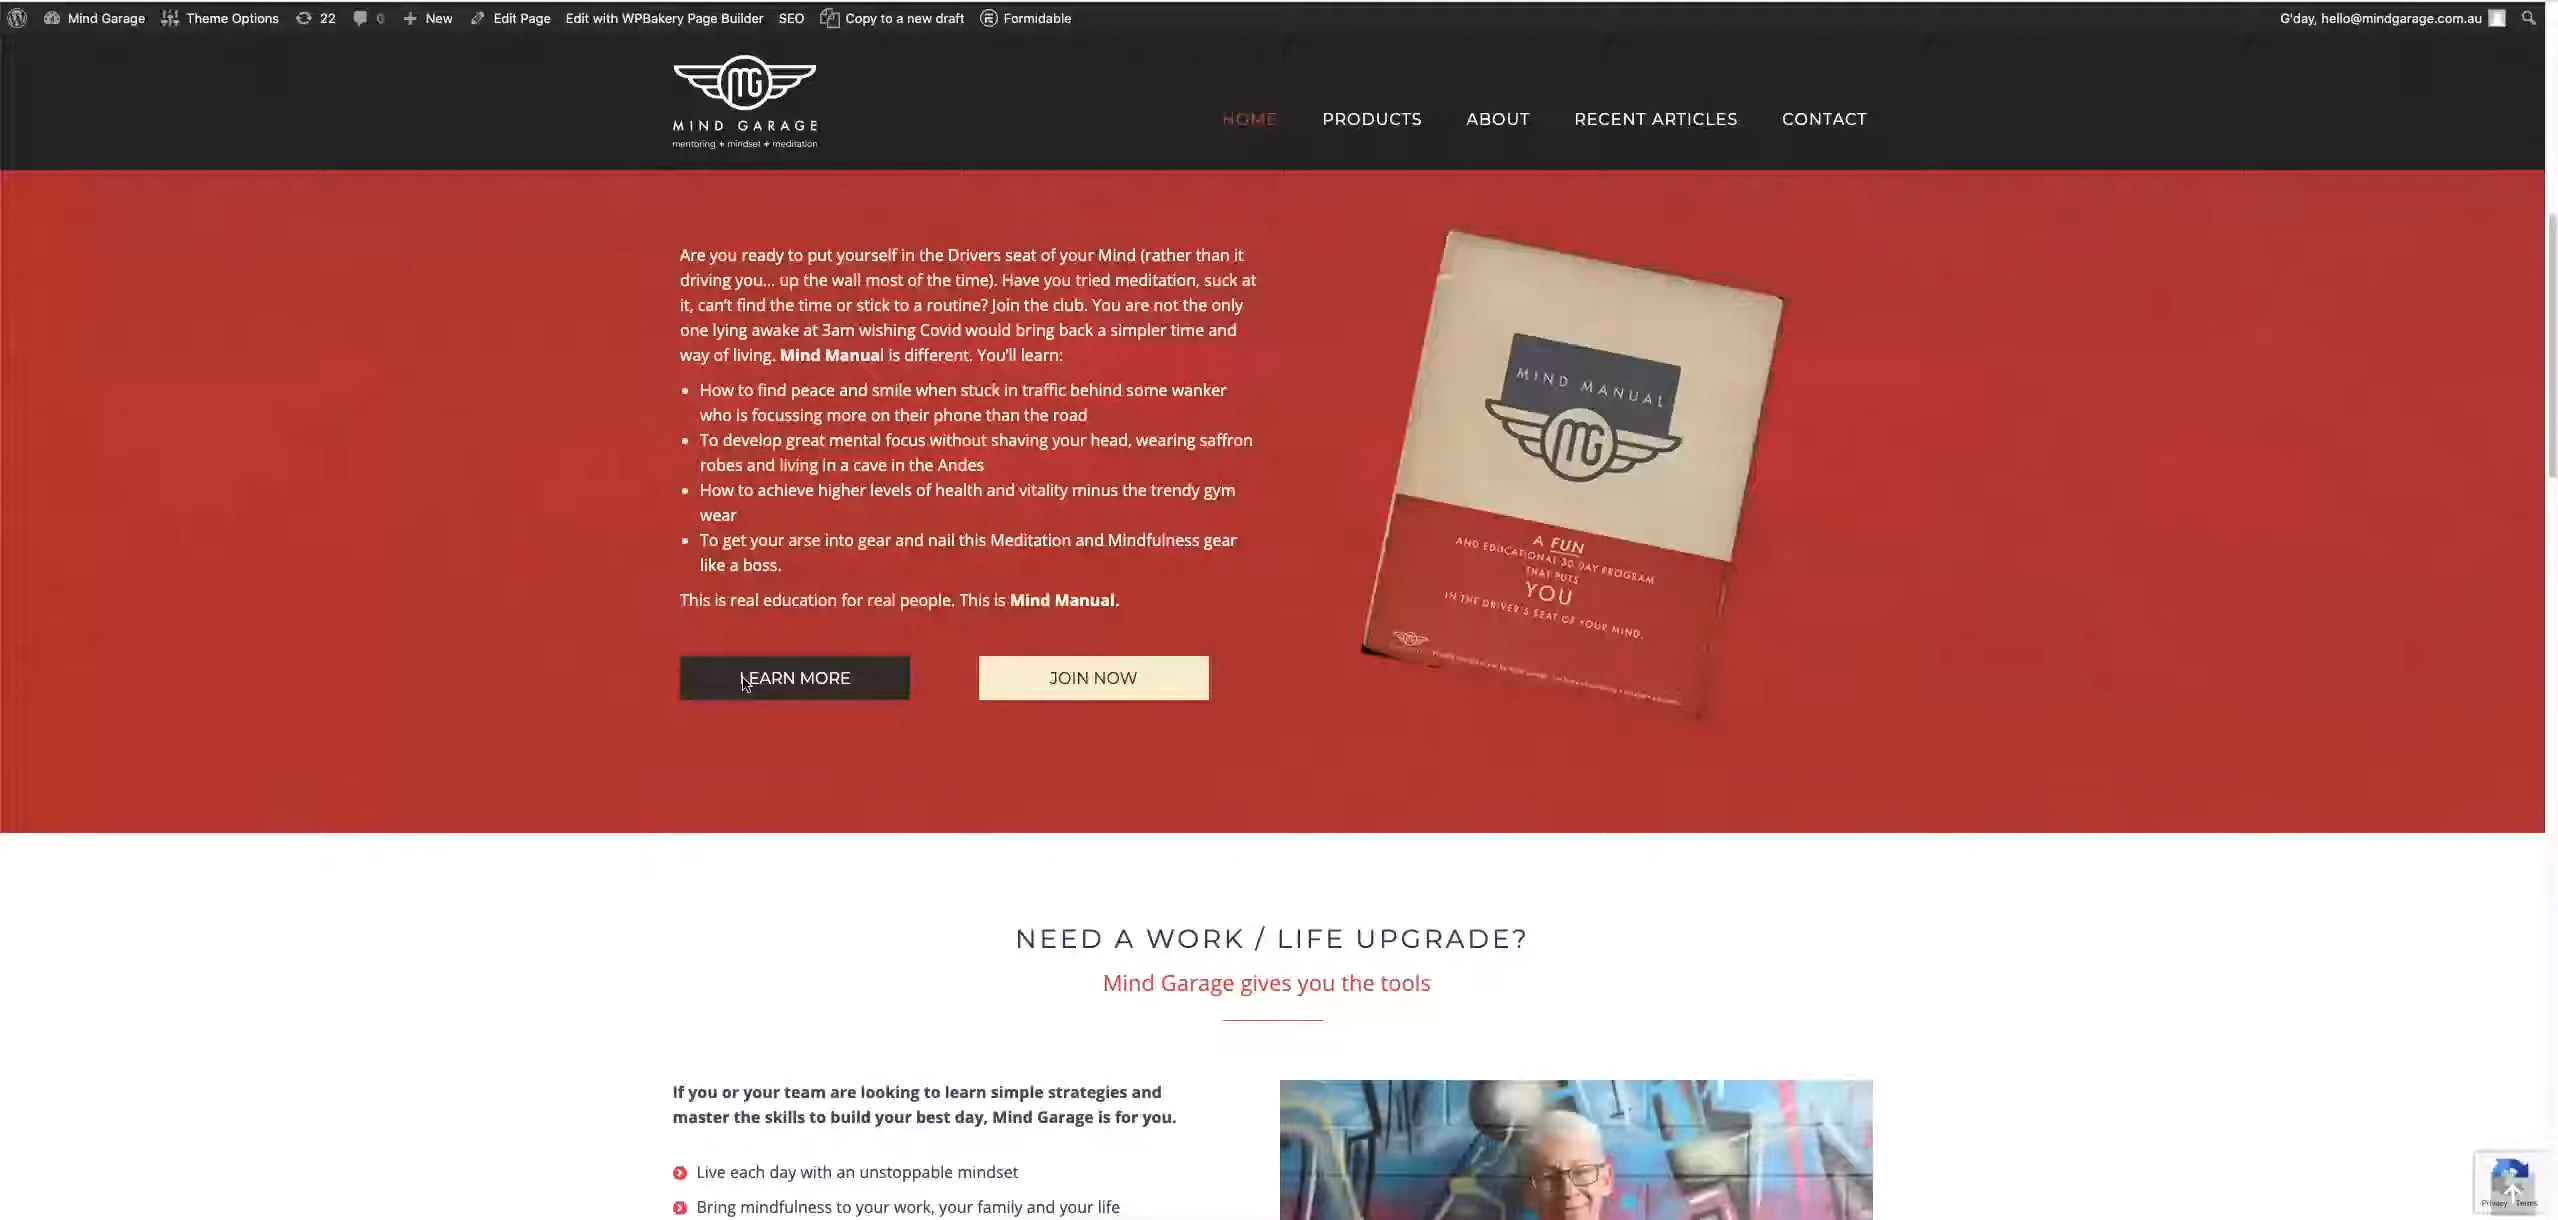 Mind Garage Theme Options 22 0 New Edit Page Edit with WPBakery Page Builder SEO Copy to a new draft Formidable G'day, hello@mindgarage.com.au
MG
MIND GARAGE
mentoring + mindset + meditation
HOME PRODUCTS ABOUT RECENT ARTICLES CONTACT
Are you ready to put yourself in the Drivers seat of your Mind (rather than it
driving you... up the wall most of the time). Have you tried meditation, suck at
it, can't find the time or stick to a routine? Join the club. You are not the only
one lying awake at 3am wishing Covid would bring back a simpler time and
way of living. Mind Manual is different. You'll learn:
• How to find peace and smile when stuck in traffic behind some wanker
who is focussing more on their phone than the road
• To develop great mental focus without shaving your head, wearing saffron
robes and living in a cave in the Andes
• How to achieve higher levels of health and vitality minus the trendy gym
wear
• To get your arse into gear and nail this Meditation and Mindfulness gear
like a boss.
This is real education for real people. This is Mind Manual.
LEARN MORE JOIN NOW
MIND MANUAL
MG
A FUN
AND EDUCATIONAL 30 DAY PROGRAM
THAT PUTS
YOU
IN THE DRIVER'S SEAT OF YOUR MIND.
NEED A WORK / LIFE UPGRADE?
Mind Garage gives you the tools
If you or your team are looking to learn simple strategies and
master the skills to build your best day, Mind Garage is for you.
Live each day with an unstoppable mindset
Bring mindfulness to your work, your family and your life
Privacy - Terms